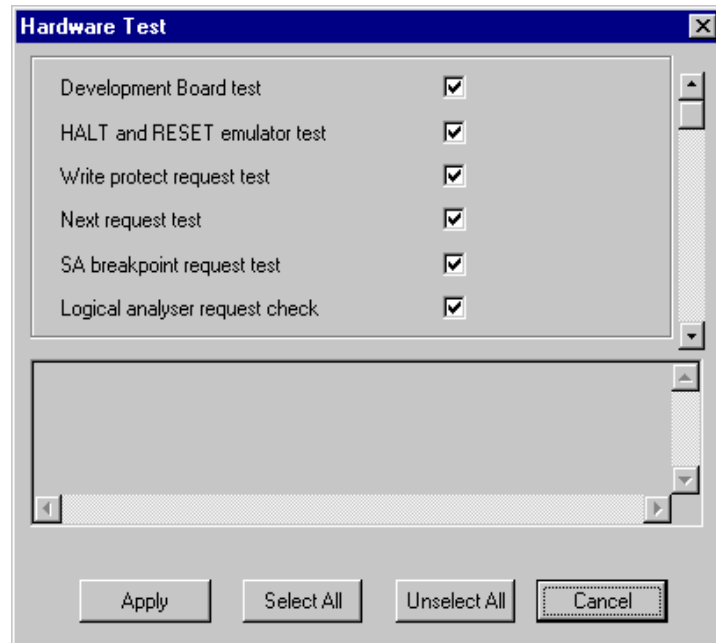 Hardware Test
Development Board test
HALT and RESET emulator test
Write protect request test
Next request test
SA breakpoint request test
Logical analyser request check
Apply Select All Unselect All Cancel